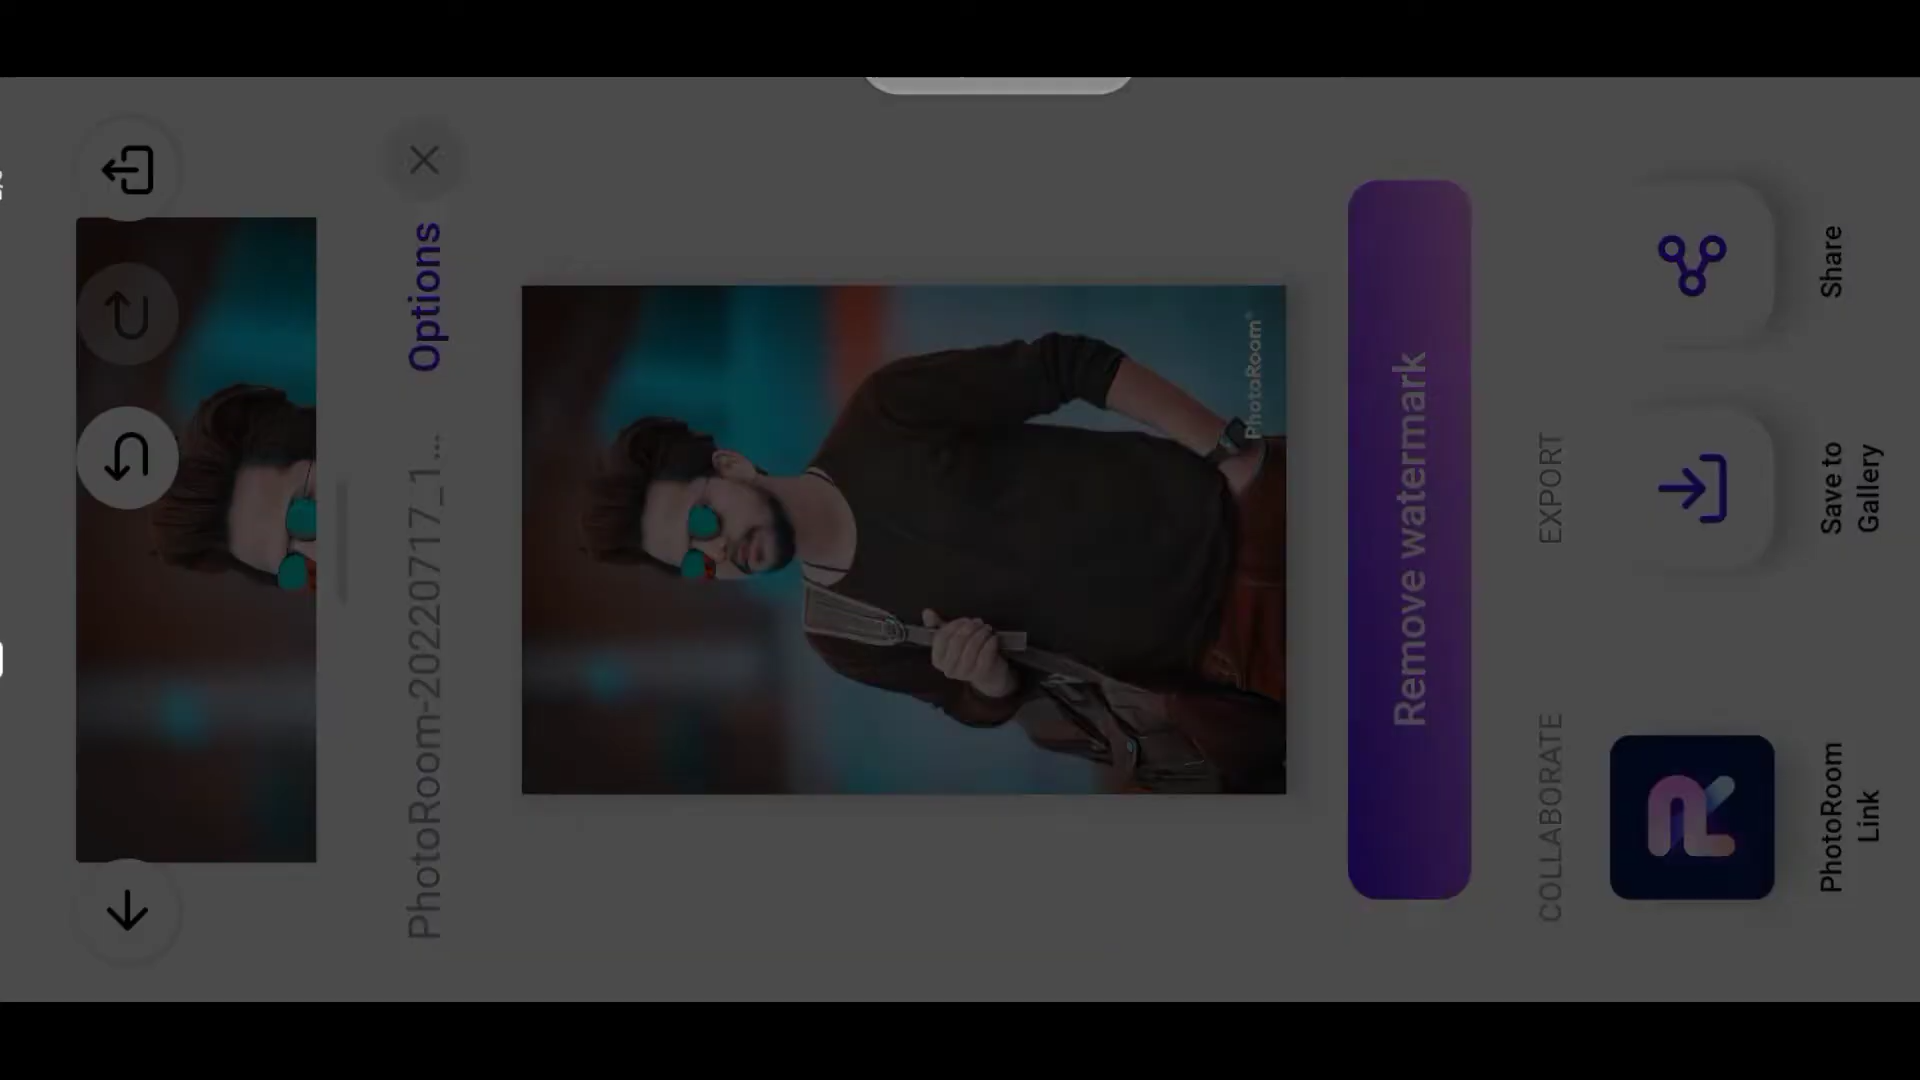 PhotoRoom-20220717_1...
Options
PhotoRoom
Remove watermark
COLLABORATE
EXPORT
PhotoRoom
Link
Save to
Gallery
Share